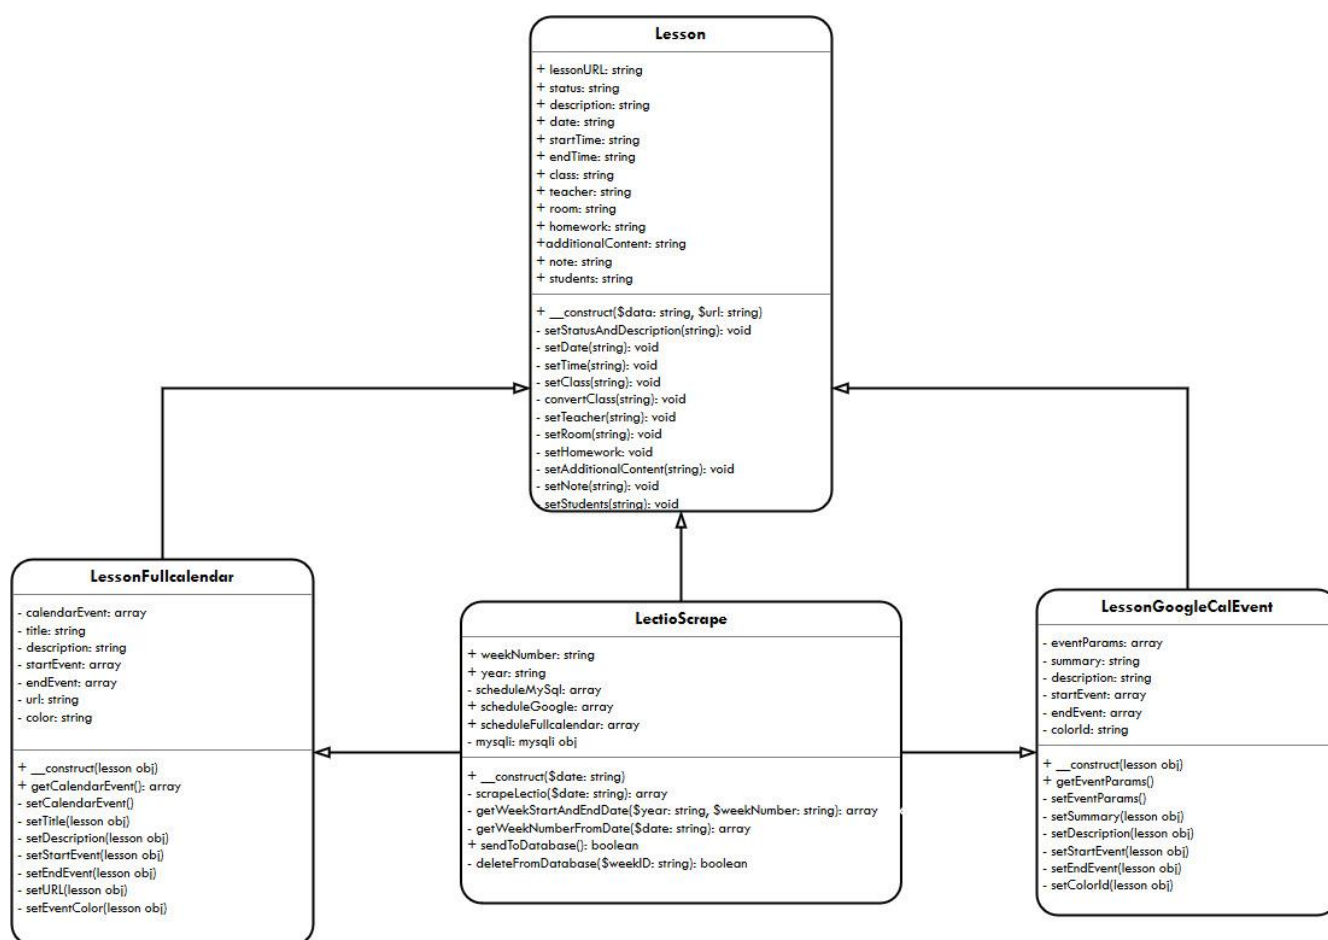 Lesson
+ lessonURL: string
+ status: string
+ description: string
+ date: string
+ startTime: string
+ endTime: string
+ class: string
+ teacher: string
+ room: string
+ homework: string
+additionalContent: string
+ note: string
+ students: string
+ __construct($data: string, $url: string)
- setStatusAndDescription(string): void
- setDate(string): void
- setTime(string): void
- setClass(string): void
- convertClass(string): void
- setTeacher(string): void
- setRoom(string): void
- setHomework: void
- setAdditionalContent(string): void
- setNote(string): void
- setStudents(string): void
LessonFullcalendar
- calendarEvent: array
- title: string
- description: string
- startEvent: array
- endEvent: array
- url: string
- color: string
+ __construct(lesson obj)
+ getCalendarEvent(): array
- setCalendarEvent()
- setTitle(lesson obj)
- setDescription(lesson obj)
- setStartEvent(lesson obj)
- setEndEvent(lesson obj)
- setURL(lesson obj)
- setEventColor(lesson obj)
LectioScrape
+ weekNumber: string
+ year: string
- scheduleMySql: array
+ scheduleGoogle: array
+ scheduleFullcalendar: array
- mysqli: mysqli obj
+ __construct($date: string)
- scrapeLectio($date: string): array
- getWeekStartAndEndDate($year: string, $weekNumber: string): array
- getWeekNumberFromDate($date: string): array
+ sendToDatabase(): boolean
- deleteFromDatabase($weekID: string): boolean
LessonGoogleCalEvent
- eventParams: array
- summary: string
- description: string
- startEvent: array
- endEvent: array
- colorId: string
+ __construct(lesson obj)
+ getEventParams()
- setEventParams()
- setSummary(lesson obj)
- setDescription(lesson obj)
- setStartEvent(lesson obj)
- setEndEvent(lesson obj)
- setColorId(lesson obj)